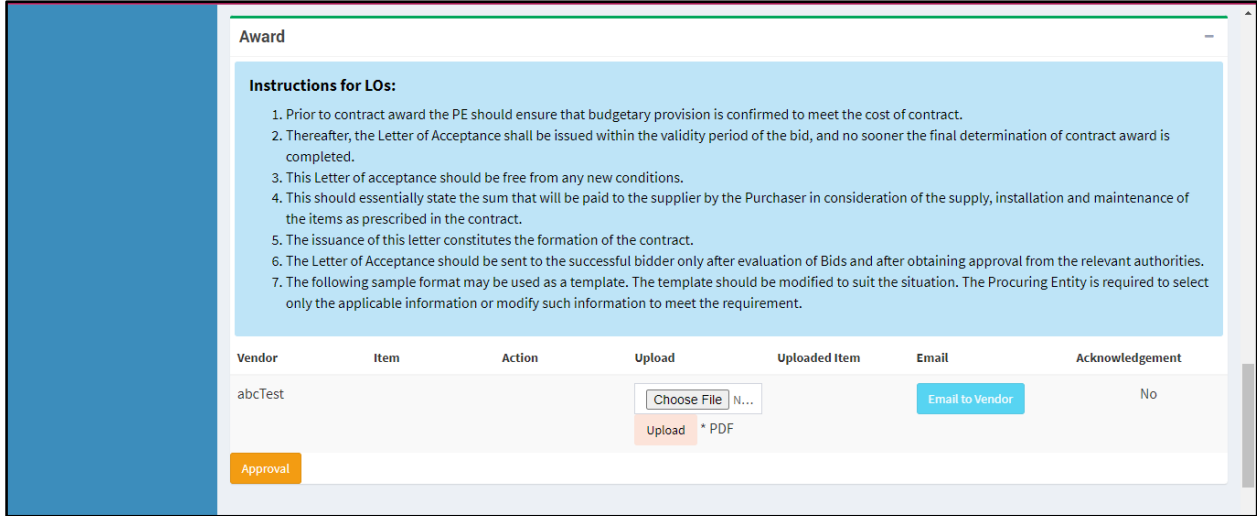 Award
Instructions for LOs:
1. Prior to contract award the PE should ensure that budgetary provision is confirmed to meet the cost of contract.
2. Thereafter, the Letter of Acceptance shall be issued within the validity period of the bid, and no sooner the final determination of contract award is
completed.
3. This Letter of acceptance should be free from any new conditions.
4. This should essentially state the sum that will be paid to the supplier by the Purchaser in consideration of the supply, installation and maintenance of
the items as prescribed in the contract.
5. The issuance of this letter constitutes the formation of the contract.
6. The Letter of Acceptance should be sent to the successful bidder only after evaluation of Bids and after obtaining approval from the relevant authorities.
7. The following sample format may be used as a template. The template should be modified to suit the situation. The Procuring Entity is required to select
only the applicable information or modify such information to meet the requirement.
Vendor Item Action Upload Uploaded Item Email Acknowledgement
abcTest Choose File N... Email to Vendor No
Upload * PDF
Approval